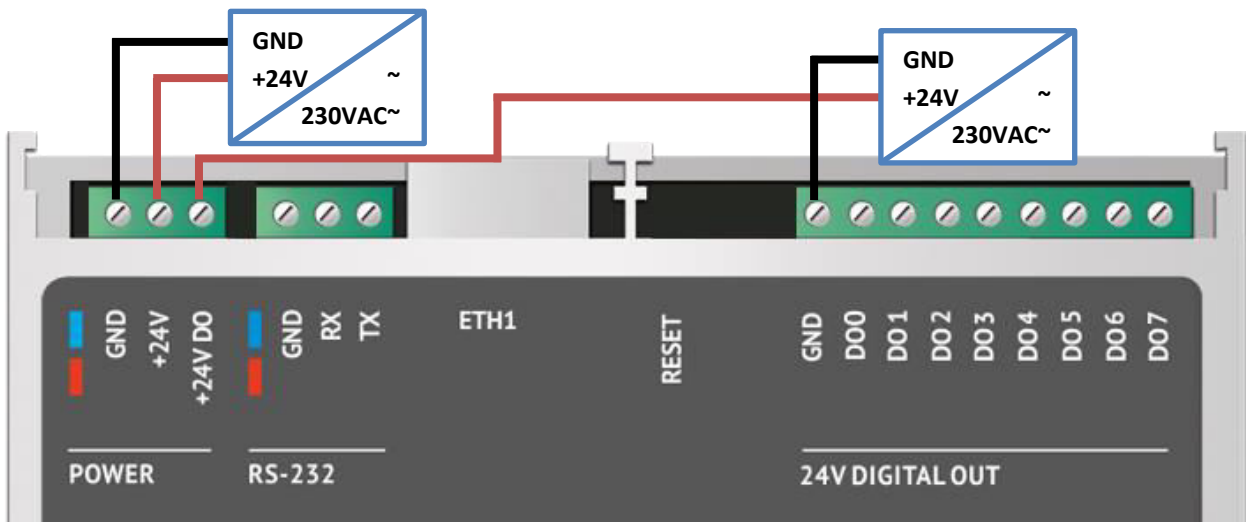 GND
+24V ~
230VAC~
GND
+24V ~
230VAC~
GND
+24V
+24V DO
GND
RX
TX
ETH1
RESET
GND
DO0
DO1
DO2
DO3
DO4
DO5
DO6
DO7
POWER
RS-232
24V DIGITAL OUT